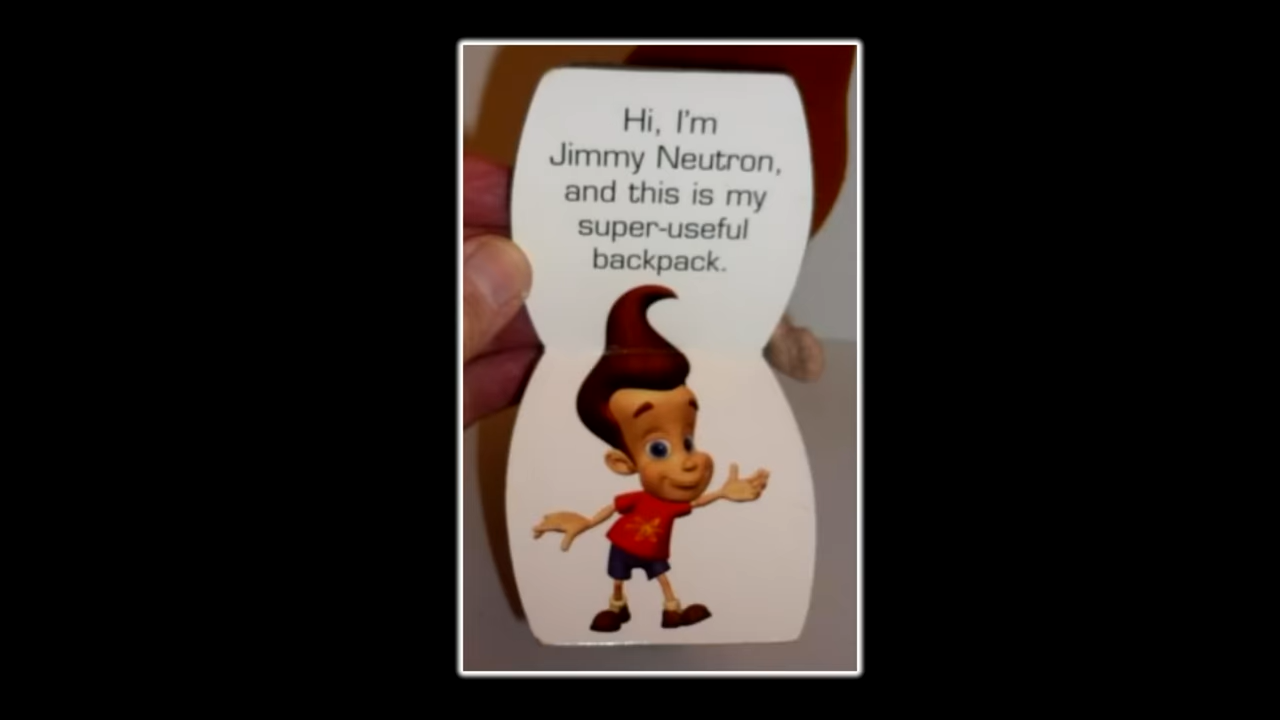 Hi, I'm
Jimmy Neutron,
and this is my
super-useful
backpack.